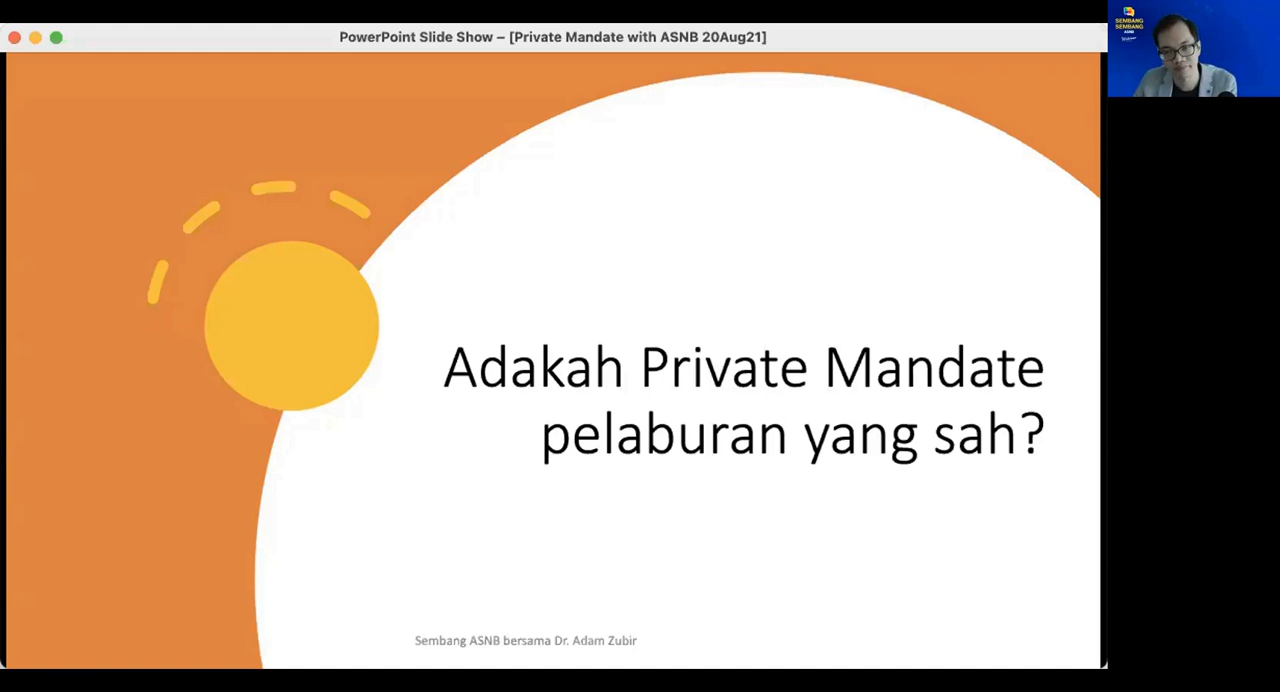 PowerPoint Slide Show – [Private Mandate with ASNB 20Aug21]
SEMBANG
SEMBANG
ASNB
Adakah Private Mandate
pelaburan yang sah?
Sembang ASNB bersama Dr. Adam Zubir